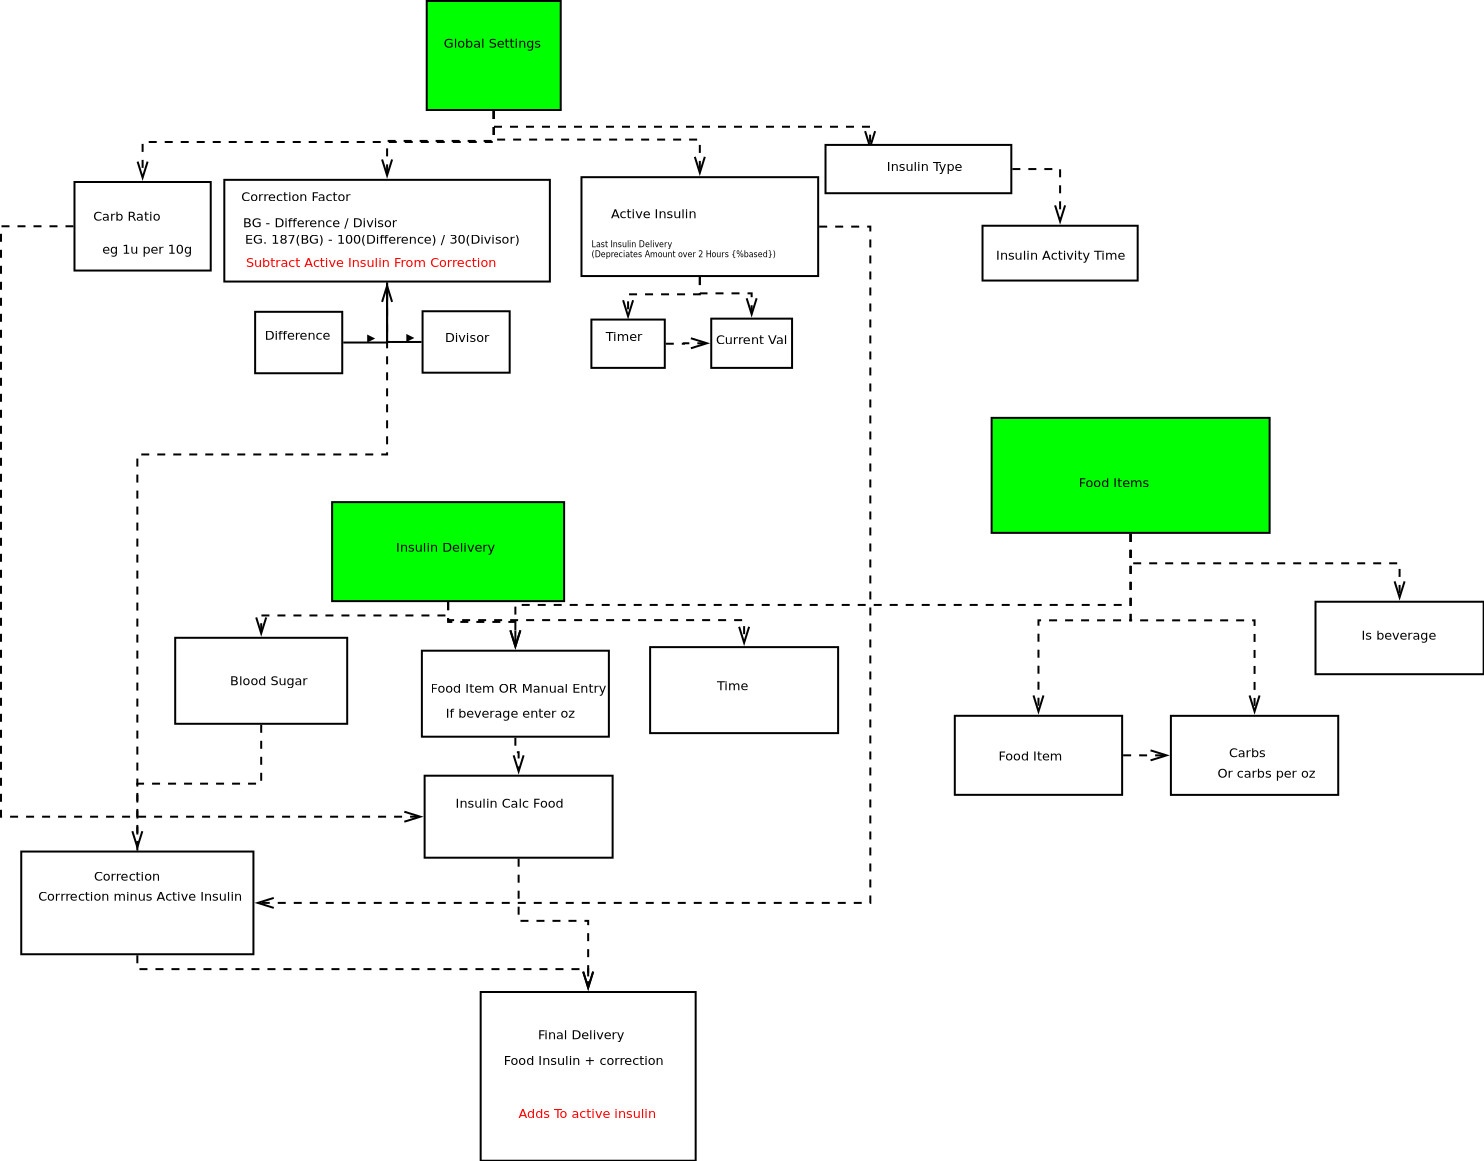 Global Settings
Insulin Type
Carb Ratio
eg 1u per 10g
Correction Factor
BG - Difference / Divisor
EG. 187(BG) - 100(Difference) / 30(Divisor)
Subtract Active Insulin From Correction
Active Insulin
Last Insulin Delivery
(Depreciates Amount over 2 Hours {%based})
Insulin Activity Time
Difference
Divisor
Timer
Current Val
Food Items
Insulin Delivery
Is beverage
Blood Sugar
Food Item OR Manual Entry
If beverage enter oz
Time
Food Item
Carbs
Or carbs per oz
Insulin Calc Food
Correction
Corrrection minus Active Insulin
Final Delivery
Food Insulin + correction
Adds To active insulin